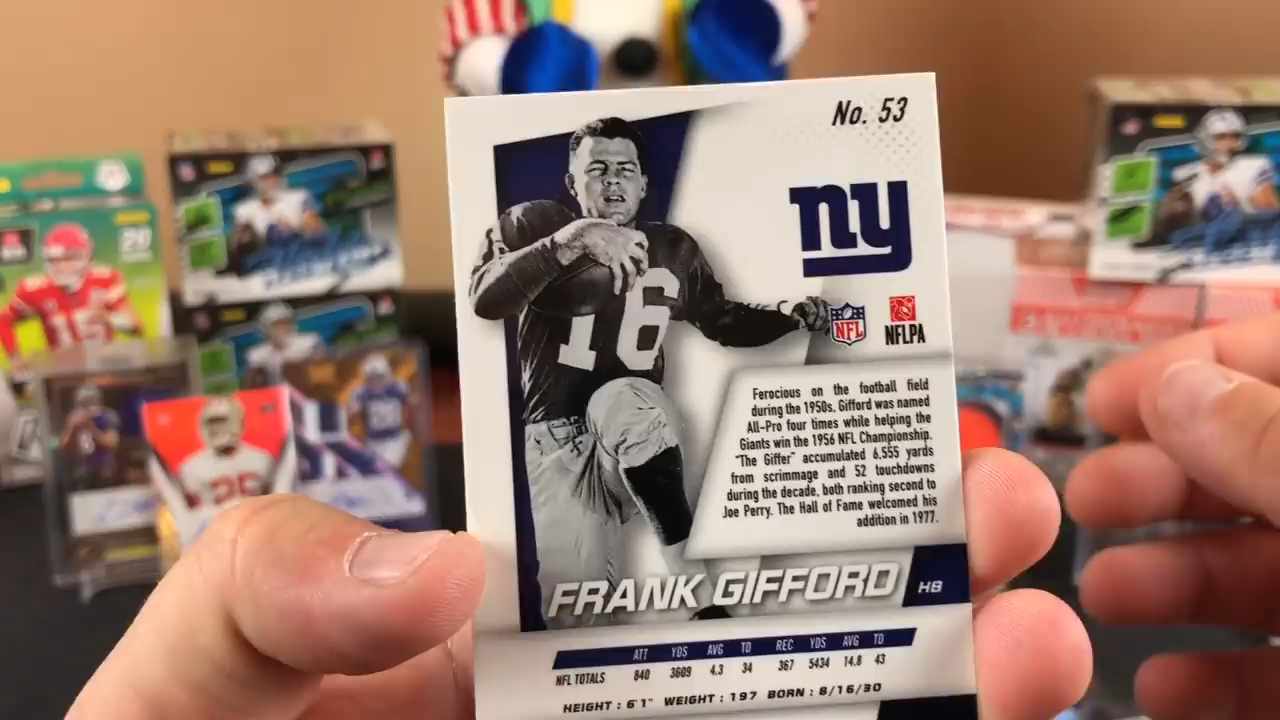 No. 53
ny
NFL
NFLPA
16
Ferocious on the football field
during the 1950s. Gifford was named
All-Pro four times while helping the
Giants win the 1956 NFL Championship.
"The Giffer" accumulated 6,555 yards
from scrimmage and 52 touchdowns
during the decade, both ranking second to
Joe Perry. The Hall of Fame welcomed his
addition in 1977.
FRANK GIFFORD HB
ATT YDS AVG TD REC YDS AVG TD
NFL TOTALS 840 3609 4.3 34 367 5434 14.8 43
HEIGHT : 6'1" WEIGHT : 197 BORN : 8/16/30
15
25